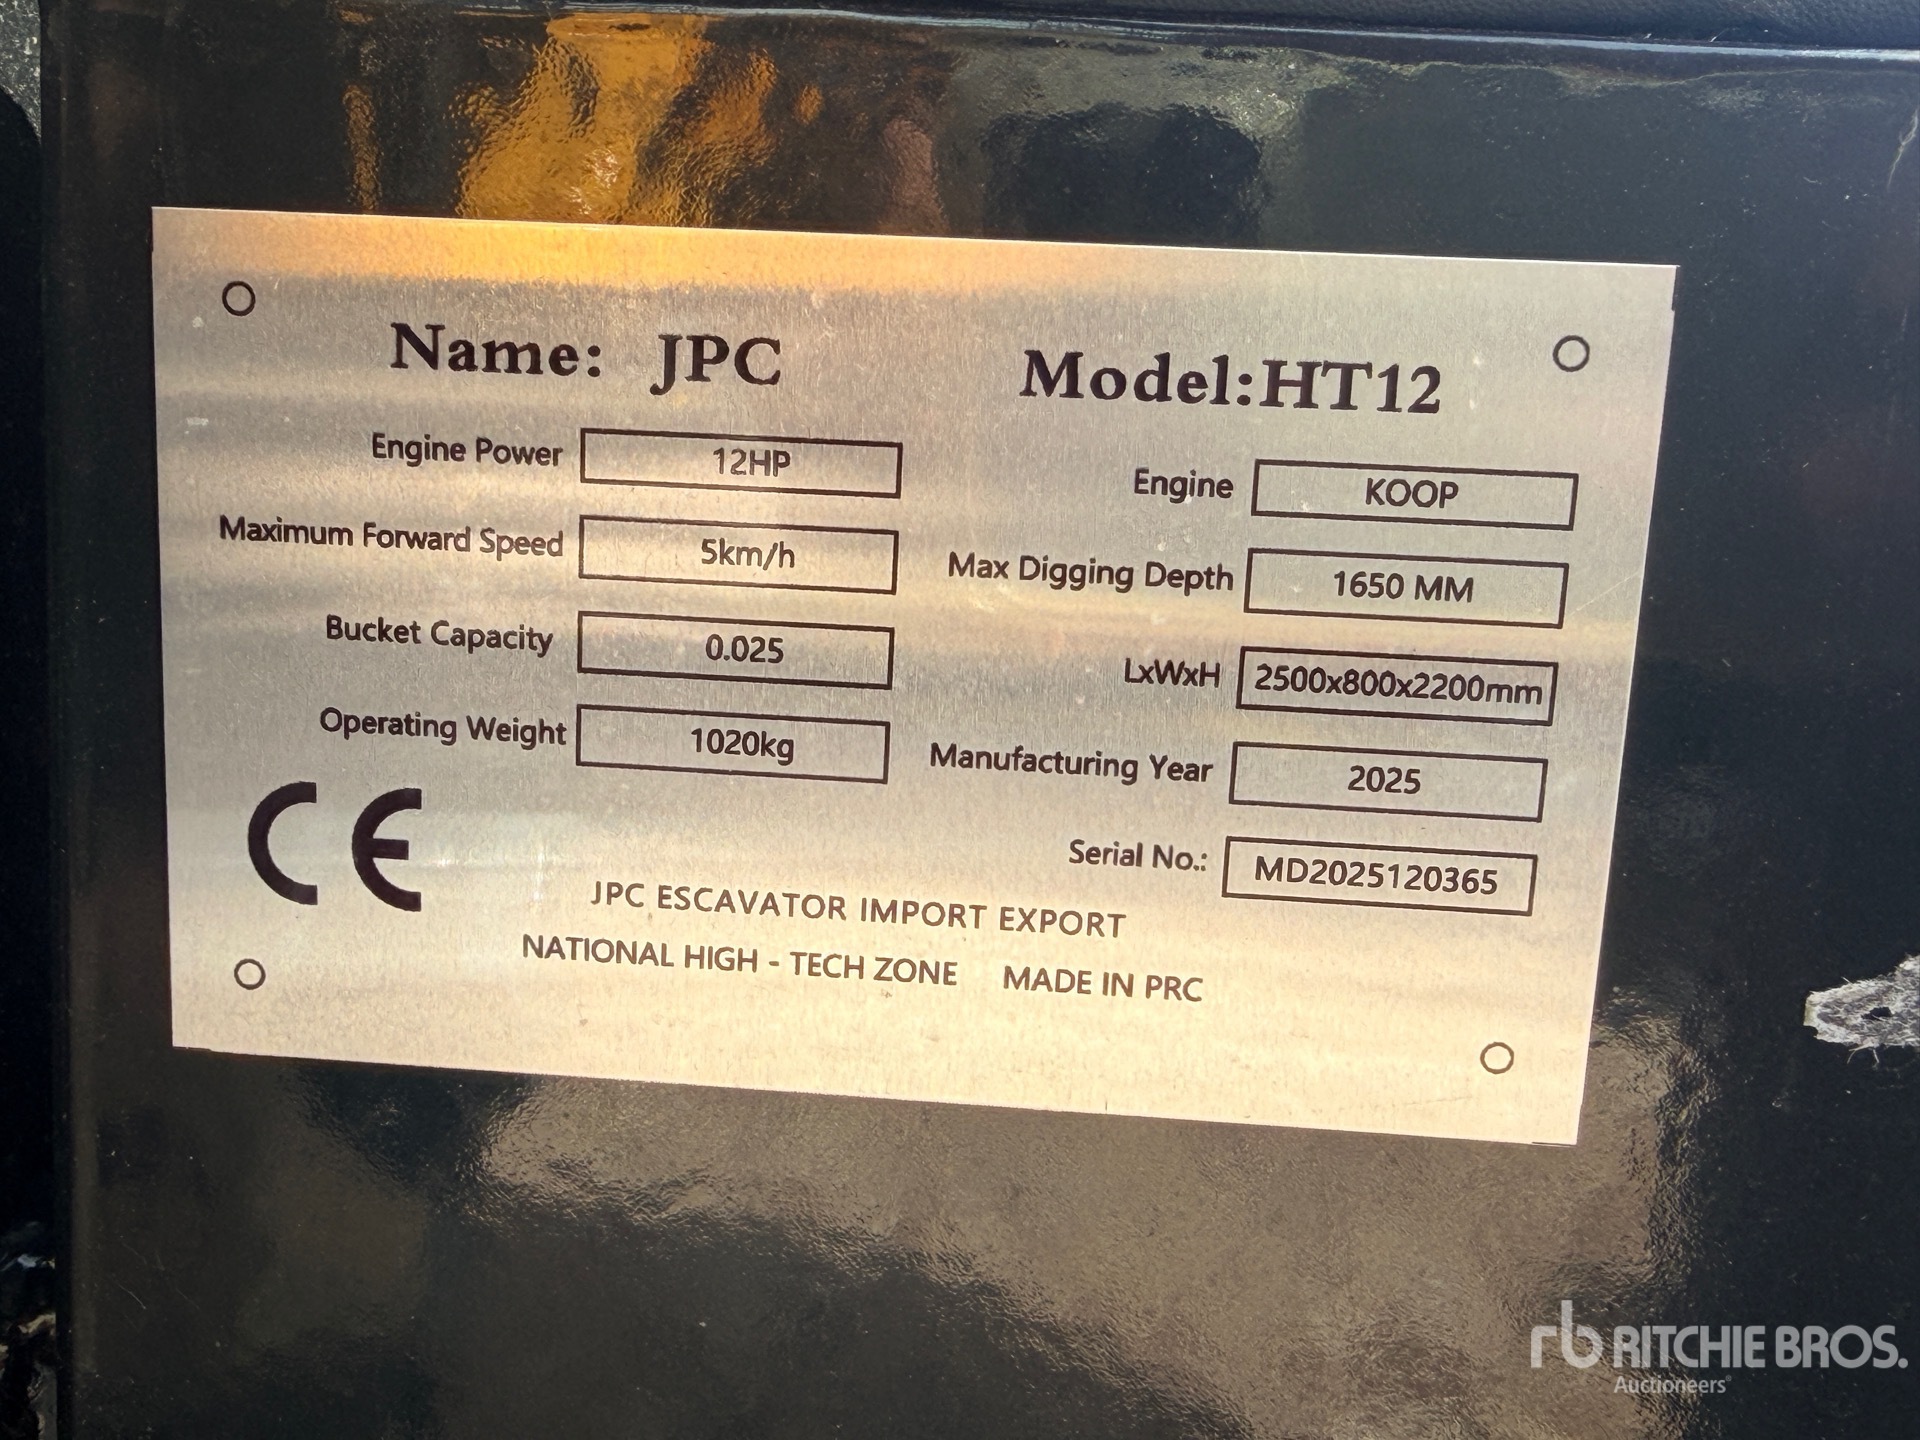 Name: JPC
Model:HT12
Engine Power 12HP
Engine KOOP
Maximum Forward Speed 5km/h
Max Digging Depth 1650 MM
Bucket Capacity 0.025
LxWxH 2500x800x2200mm
Operating Weight 1020kg
Manufacturing Year 2025
Serial No.: MD2025120365
CE
JPC ESCAVATOR IMPORT EXPORT
NATIONAL HIGH - TECH ZONE MADE IN PRC
rb RITCHIE BROS.
Auctioneers